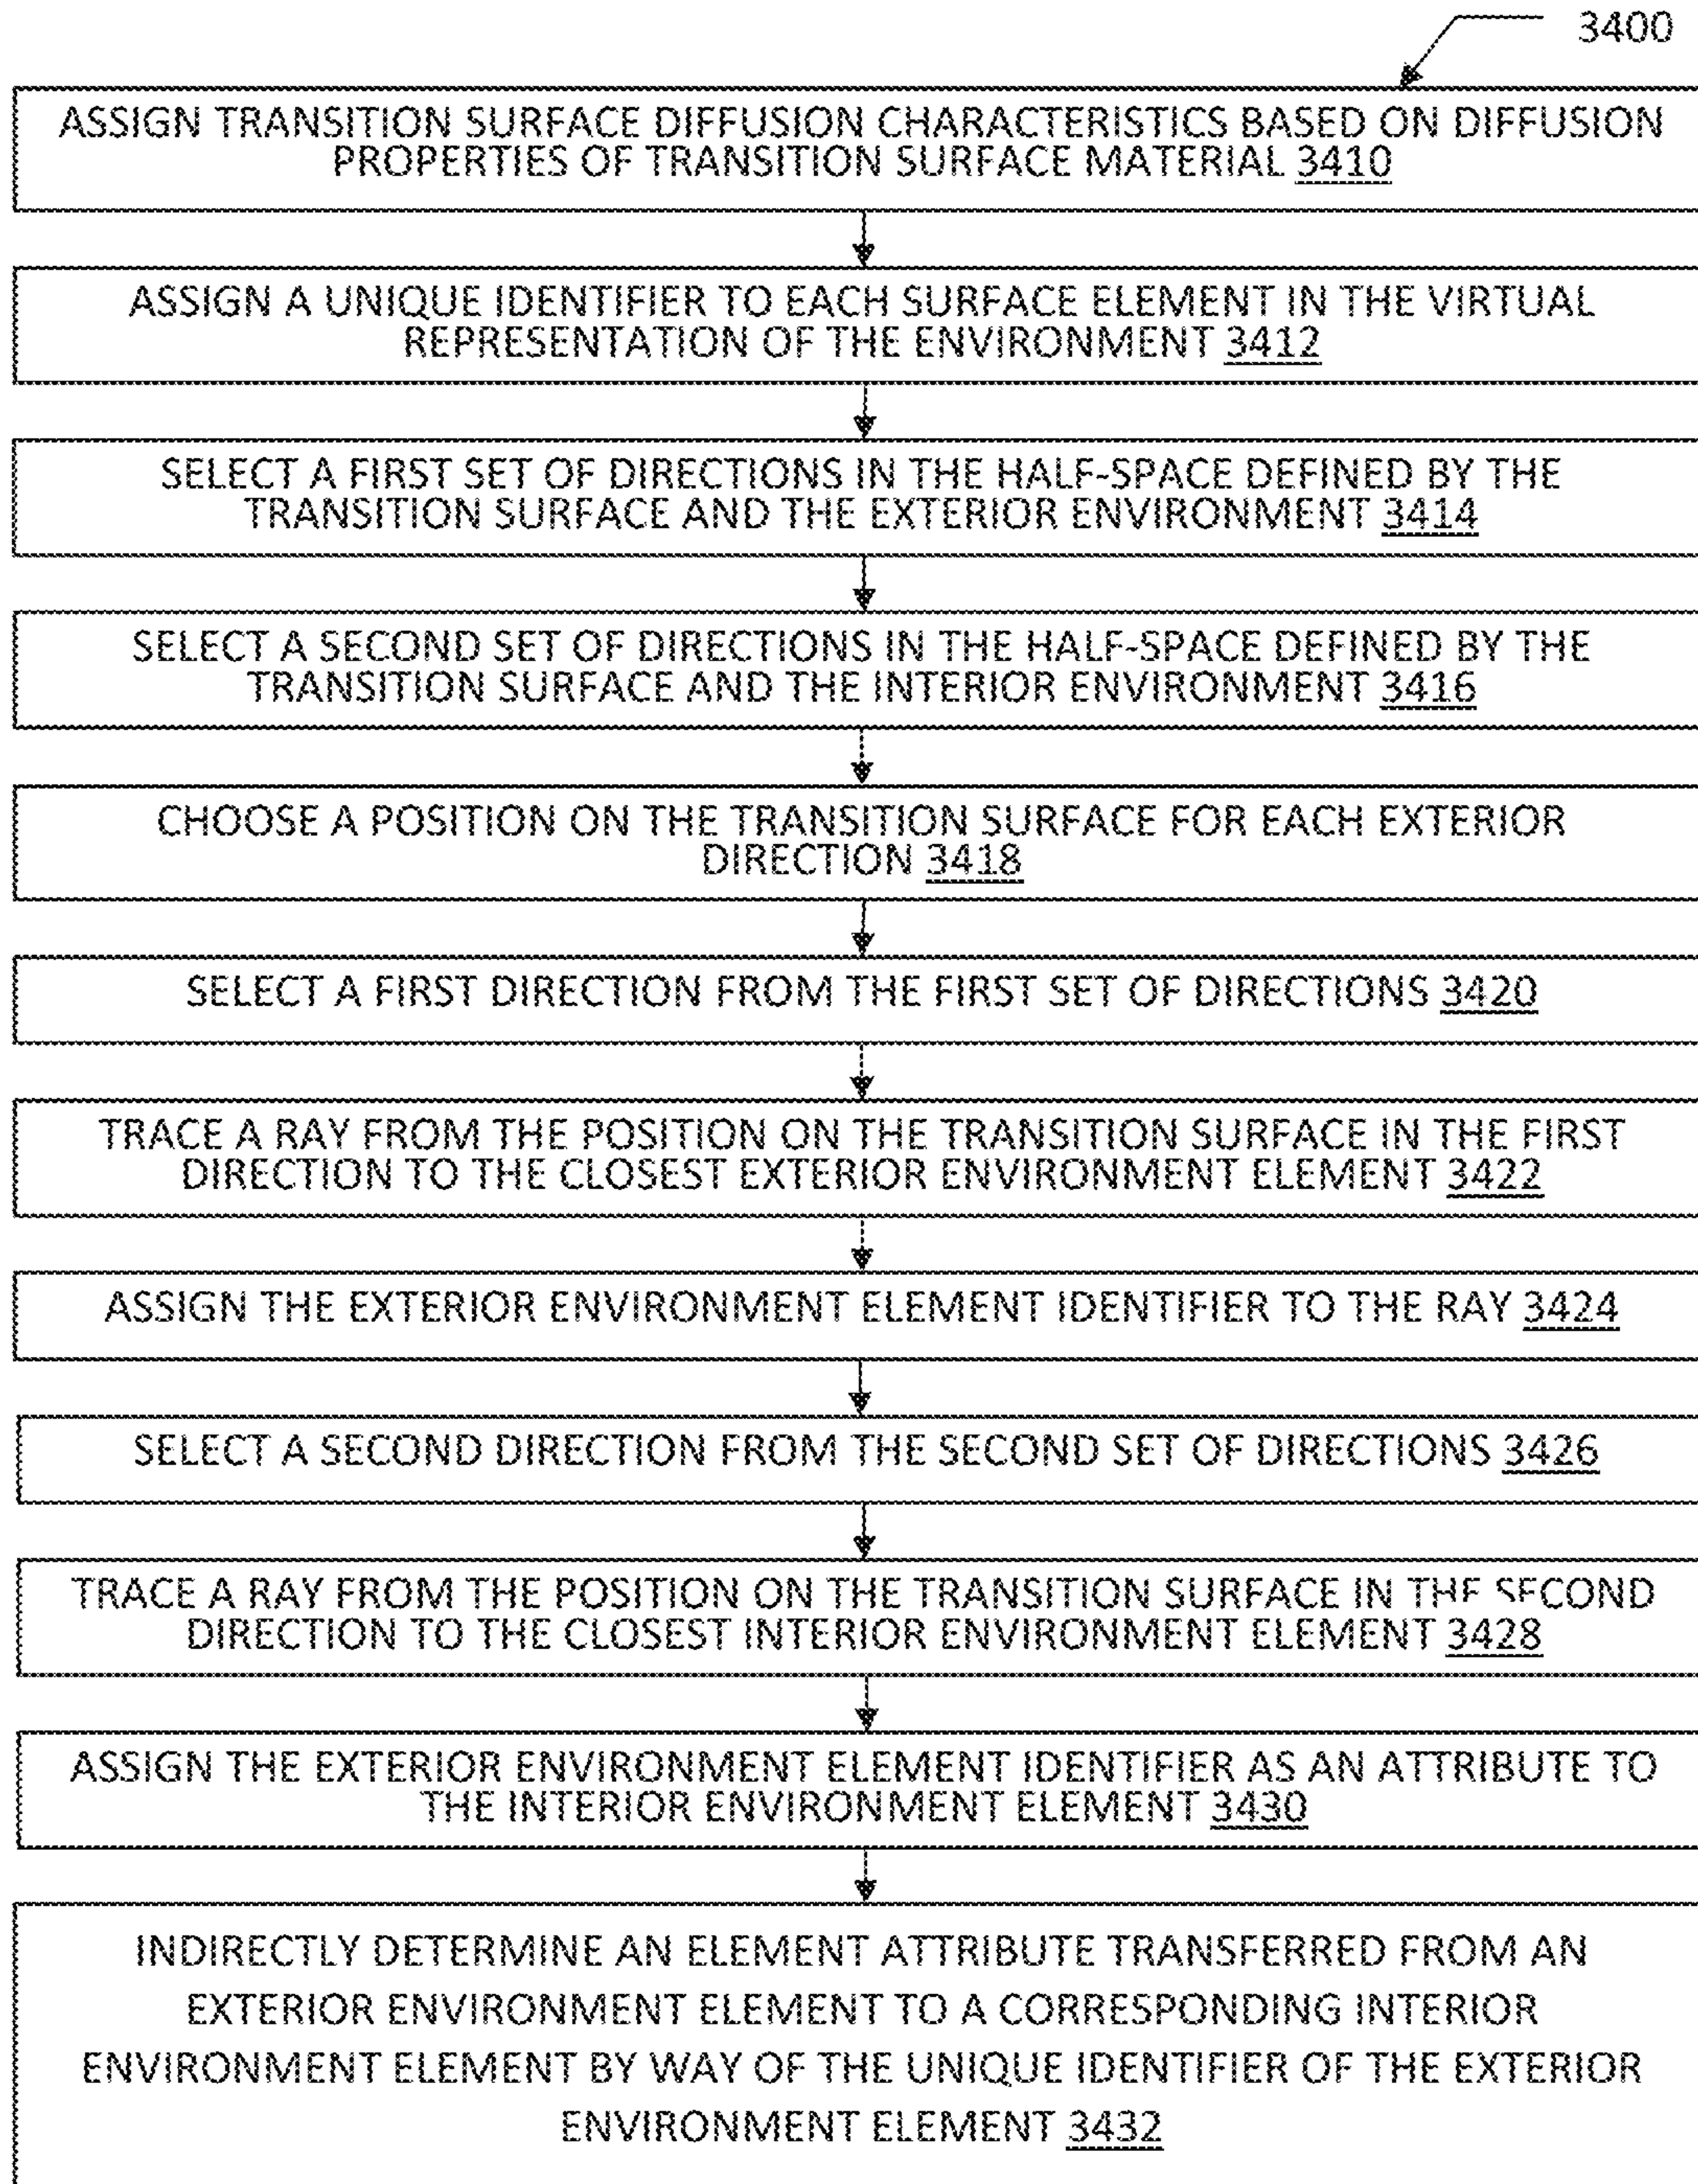 3400
ASSIGN TRANSITION SURFACE DIFFUSION CHARACTERISTICS BASED ON DIFFUSION
PROPERTIES OF TRANSITION SURFACE MATERIAL 3410
ASSIGN A UNIQUE IDENTIFIER TO EACH SURFACE ELEMENT IN THE VIRTUAL
REPRESENTATION OF THE ENVIRONMENT 3412
SELECT A FIRST SET OF DIRECTIONS IN THE HALF-SPACE DEFINED BY THE
TRANSITION SURFACE AND THE EXTERIOR ENVIRONMENT 3414
SELECT A SECOND SET OF DIRECTIONS IN THE HALF-SPACE DEFINED BY THE
TRANSITION SURFACE AND THE INTERIOR ENVIRONMENT 3416
CHOOSE A POSITION ON THE TRANSITION SURFACE FOR EACH EXTERIOR
DIRECTION 3418
SELECT A FIRST DIRECTION FROM THE FIRST SET OF DIRECTIONS 3420
TRACE A RAY FROM THE POSITION ON THE TRANSITION SURFACE IN THE FIRST
DIRECTION TO THE CLOSEST EXTERIOR ENVIRONMENT ELEMENT 3422
ASSIGN THE EXTERIOR ENVIRONMENT ELEMENT IDENTIFIER TO THE RAY 3424
SELECT A SECOND DIRECTION FROM THE SECOND SET OF DIRECTIONS 3426
TRACE A RAY FROM THE POSITION ON THE TRANSITION SURFACE IN THE SECOND
DIRECTION TO THE CLOSEST INTERIOR ENVIRONMENT ELEMENT 3428
ASSIGN THE EXTERIOR ENVIRONMENT ELEMENT IDENTIFIER AS AN ATTRIBUTE TO
THE INTERIOR ENVIRONMENT ELEMENT 3430
INDIRECTLY DETERMINE AN ELEMENT ATTRIBUTE TRANSFERRED FROM AN
EXTERIOR ENVIRONMENT ELEMENT TO A CORRESPONDING INTERIOR
ENVIRONMENT ELEMENT BY WAY OF THE UNIQUE IDENTIFIER OF THE EXTERIOR
ENVIRONMENT ELEMENT 3432